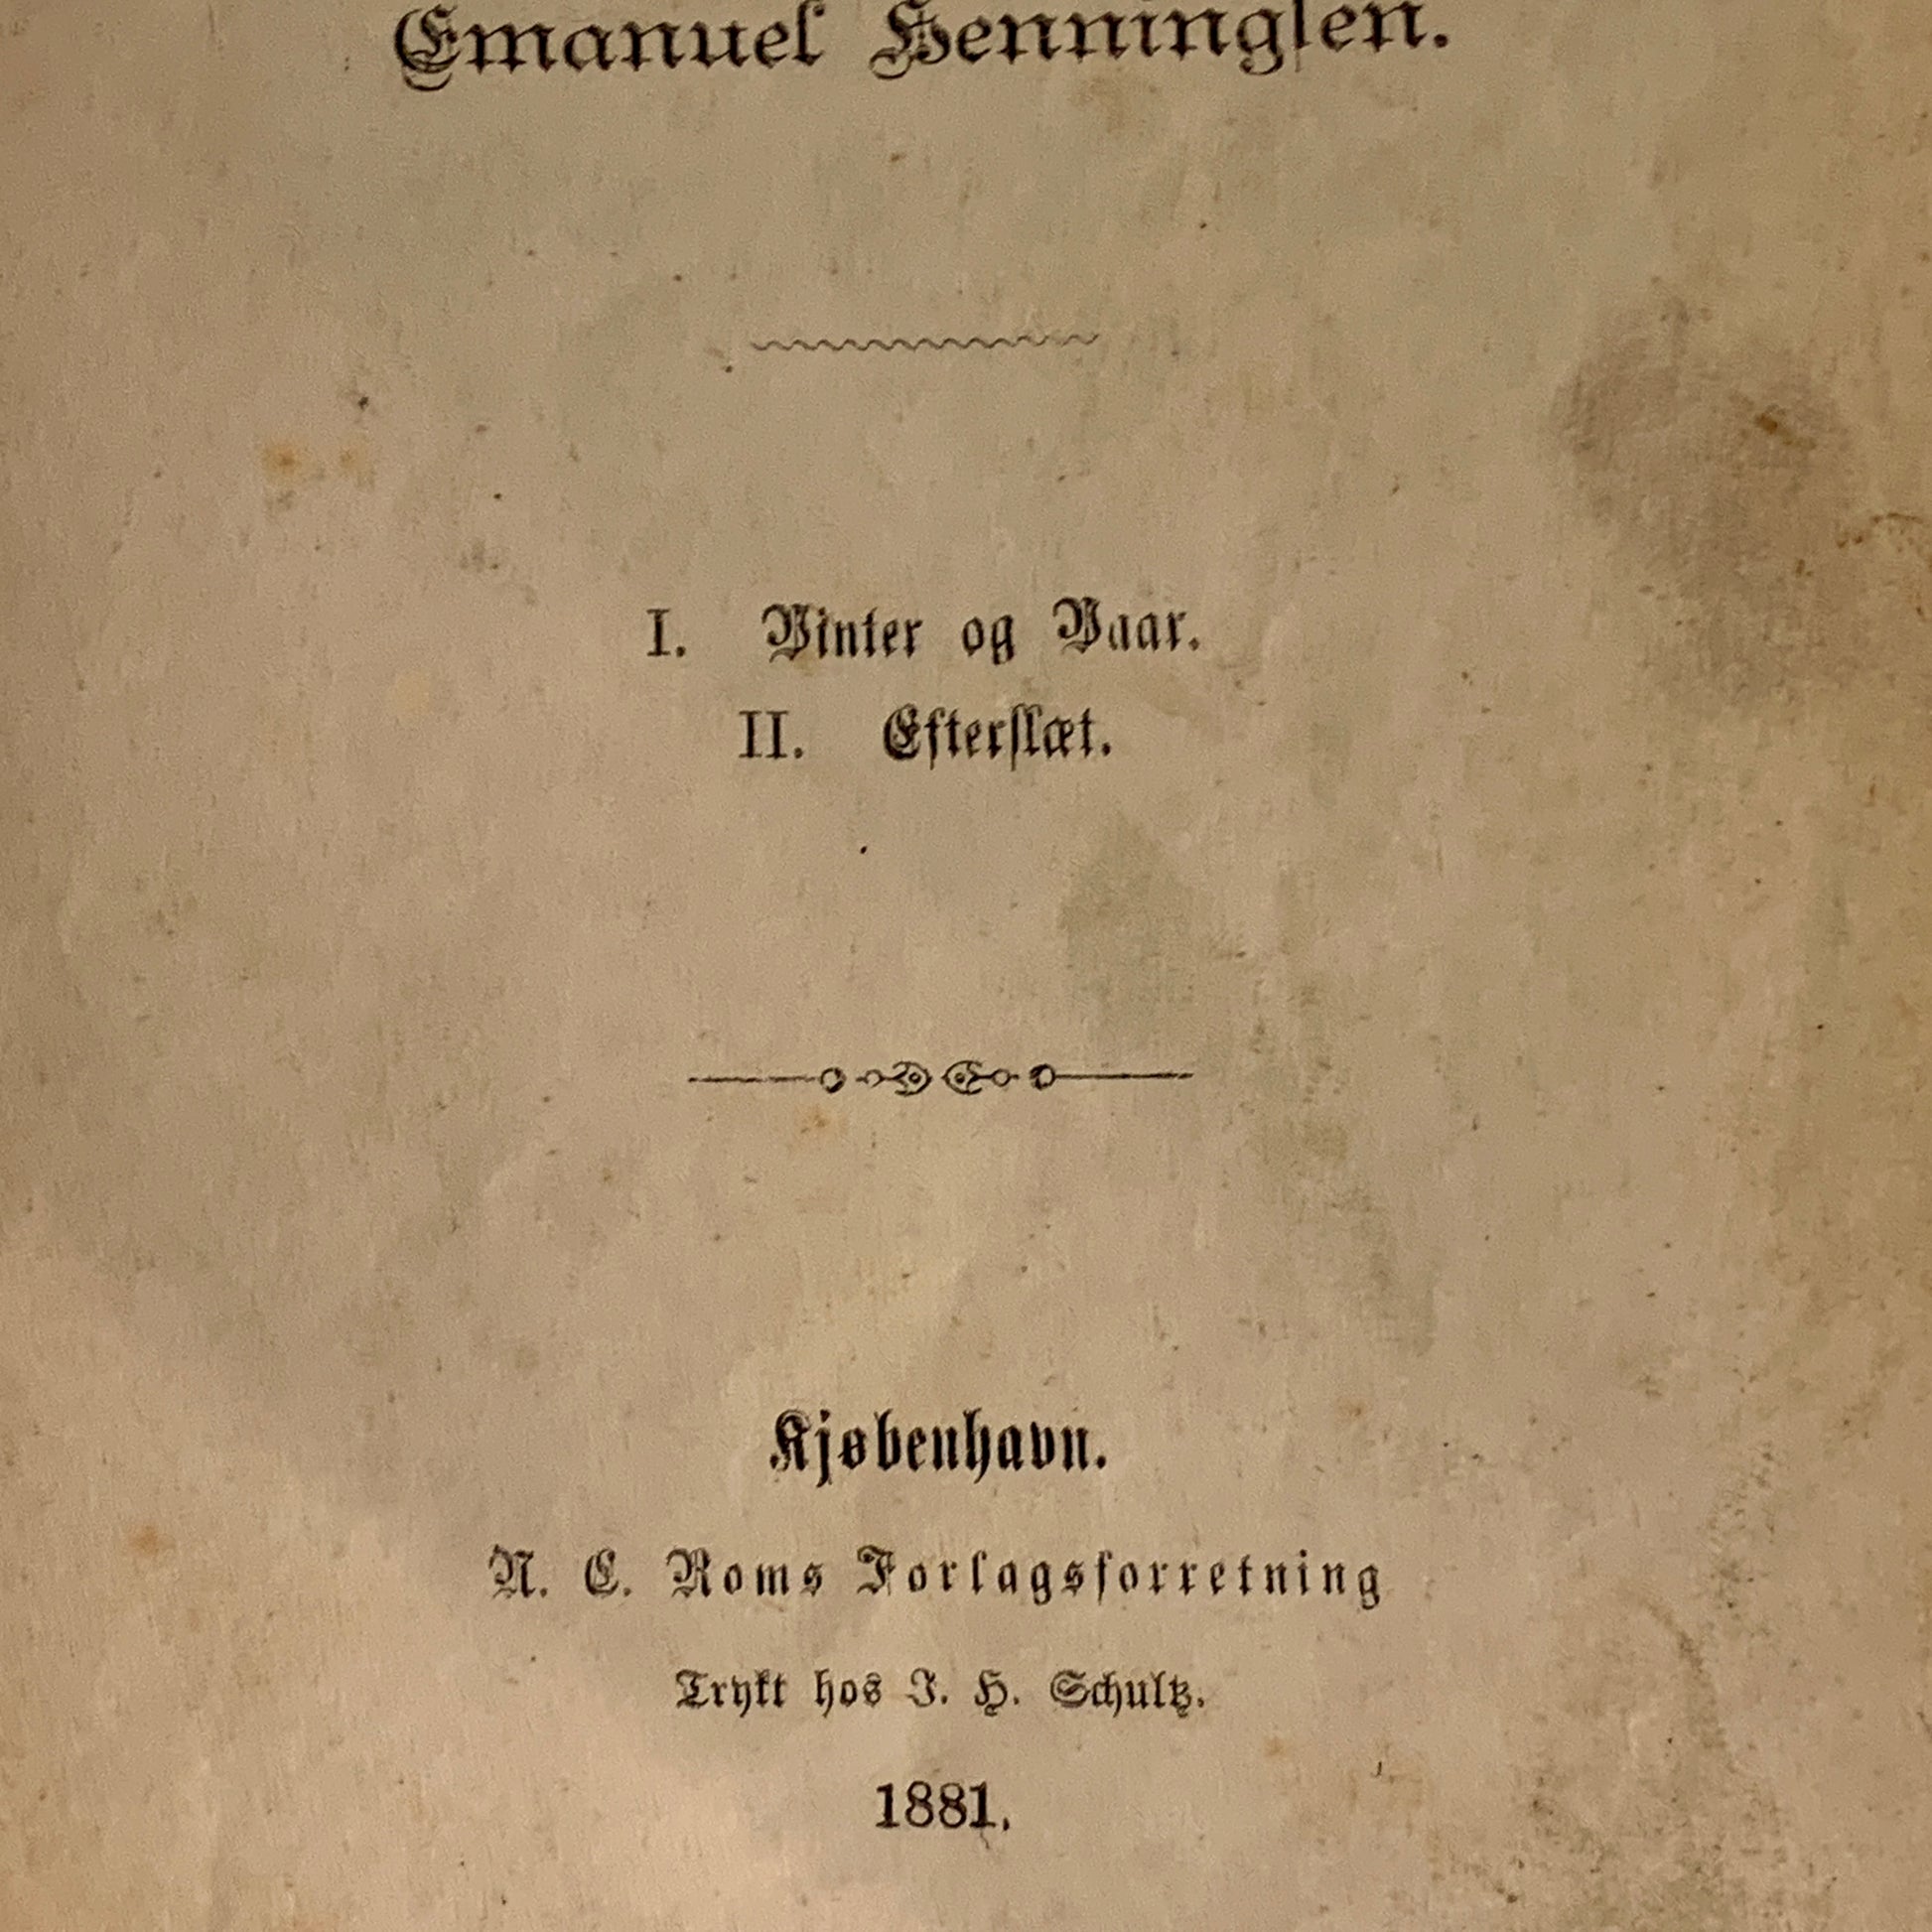 Emanuel Henningsen.
I. Vinter og Vaar.
II. Efterslæt.
Kjøbenhavn.
N. C. Roms Forlagsforretning
Trykt hos J. H. Schultz.
1881.